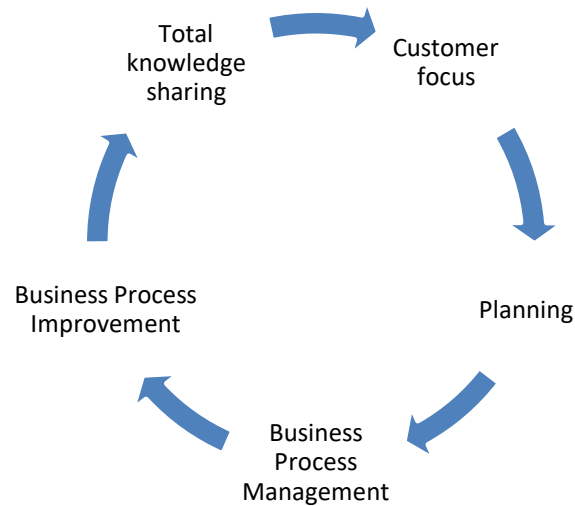 Total
knowledge
sharing
Customer
focus
Planning
Business
Process
Management
Business Process
Improvement